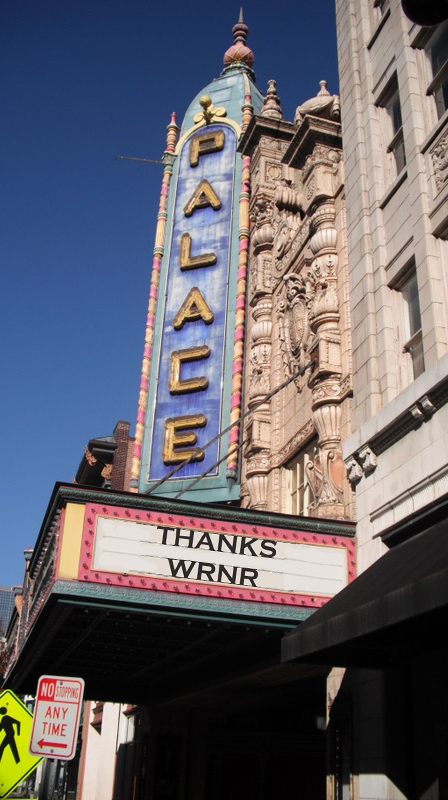 PALACE
THANKS
WRNR
NO STOPPING
ANY
TIME